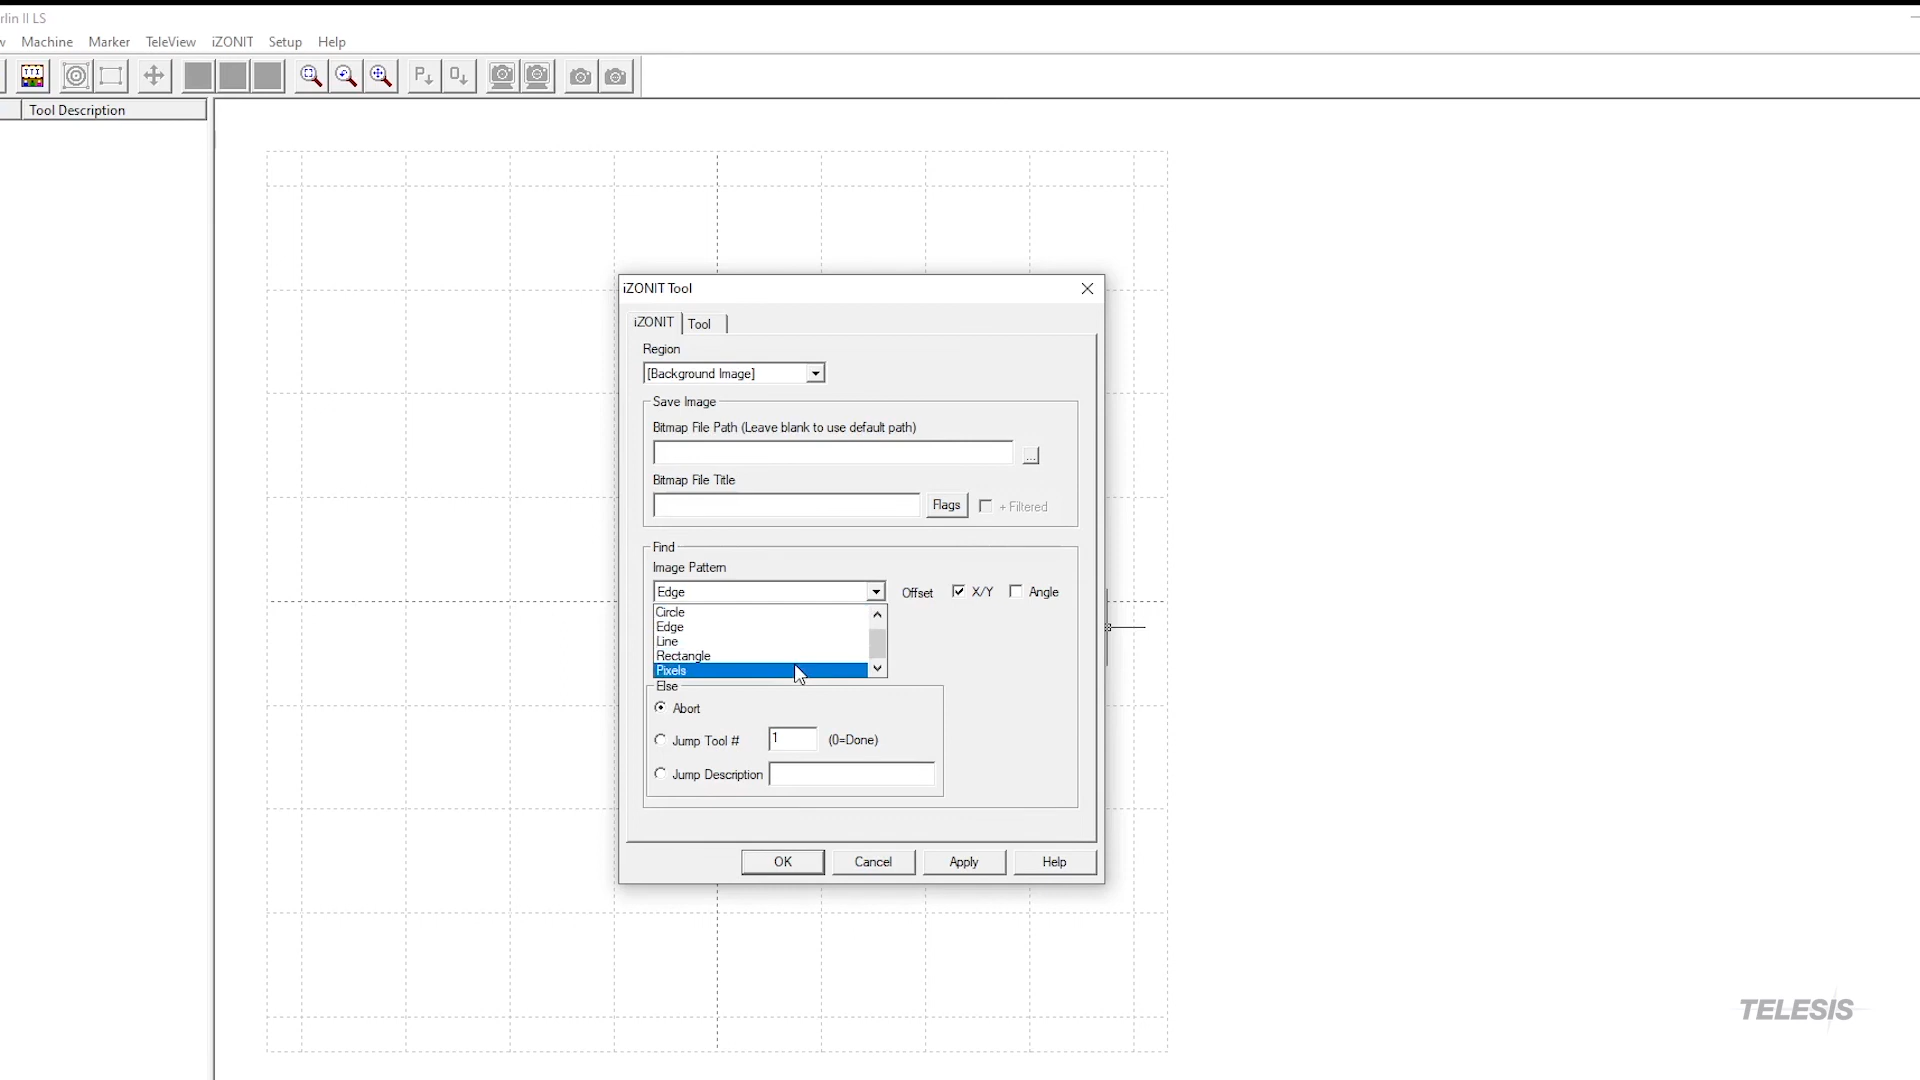 rlin II LS
w Machine Marker TeleView iZONIT Setup Help
Tool Description
iZONIT Tool
iZONIT Tool
Region
[Background Image]
Save Image
Bitmap File Path (Leave blank to use default path)
...
Bitmap File Title
Flags + Filtered
Find
Image Pattern
Edge Offset X/Y Angle
Circle
Edge
Line
Rectangle
Pixels
Else
Abort
Jump Tool # 1 (0=Done)
Jump Description
OK Cancel Apply Help
TELESIS